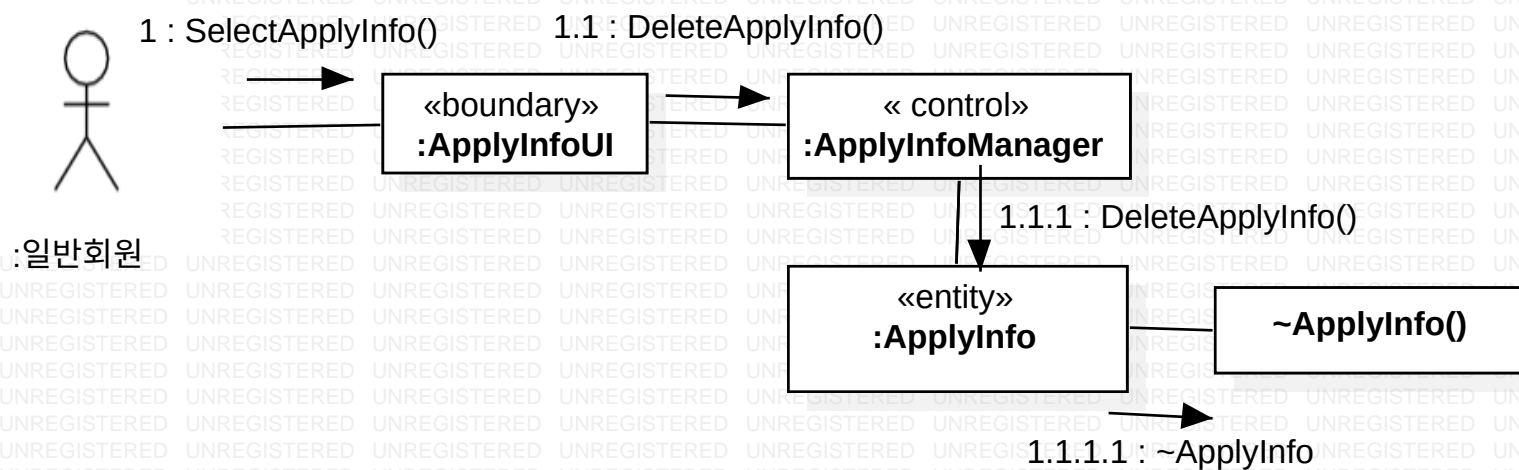 1 : SelectApplyInfo()
1.1 : DeleteApplyInfo()
«boundary»
:ApplyInfoUI
« control»
:ApplyInfoManager
:일반회원
1.1.1 : DeleteApplyInfo()
«entity»
:ApplyInfo
~ApplyInfo()
1.1.1.1 : ~ApplyInfo
UNREGISTERED